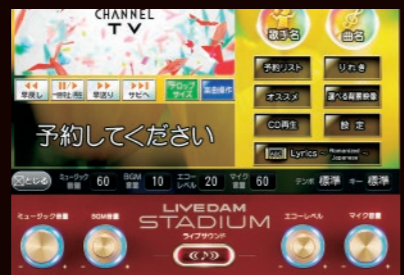 CHANNEL
TV
歌手名
曲名
予約リスト
りれき
早戻し
一時停止/再生
早送り
サビへ
ドロップサイズ
楽曲操作
オススメ
選べる背景映像
CD再生
設定
予約してください
Lyrics~Romanized Japanese~
とじる
ミュージック音量 60
BGM音量 10
エコーレベル 20
マイク音量 60
テンポ 標準
キー 標準
ミュージック音量
BGM音量
LIVE DAM
STADIUM
ライブサウンド
エコーレベル
マイク音量
- +
- +
- +
- +